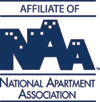 AFFILIATE OF
NAA
NATIONAL APARTMENT
ASSOCIATION